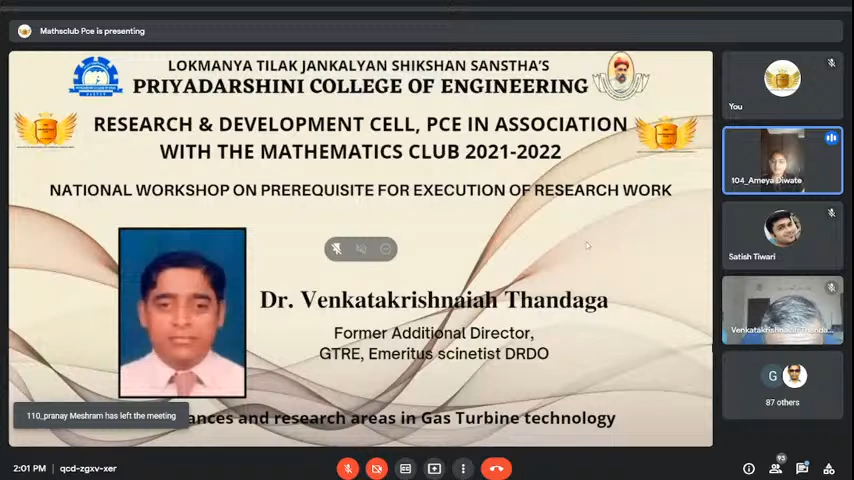 Mathsclub Pce is presenting
LOKMANYA TILAK JANKALYAN SHIKSHAN SANSTHA'S
PRIYADARSHINI COLLEGE OF ENGINEERING
RESEARCH & DEVELOPMENT CELL, PCE IN ASSOCIATION
WITH THE MATHEMATICS CLUB 2021-2022
NATIONAL WORKSHOP ON PREREQUISITE FOR EXECUTION OF RESEARCH WORK
Dr. Venkatakrishnaiah Thandaga
Former Additional Director,
GTRE, Emeritus scinetist DRDO
ances and research areas in Gas Turbine technology
110_pranay Meshram has left the meeting
You
104_Ameya Diwate
Satish Tiwari
Venkatakrishnaiah Thanda...
G
87 others
2:01 PM
qcd-zgxv-xer
93